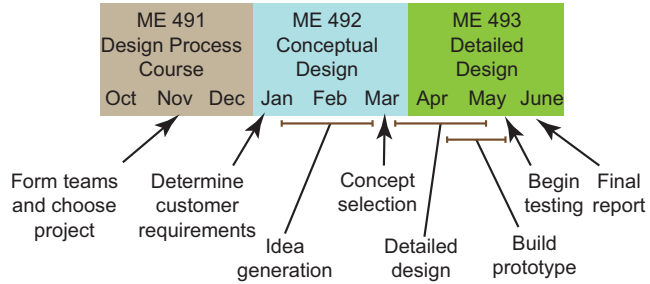 ME 491
Design Process
Course
ME 492
Conceptual
Design
ME 493
Detailed
Design
Oct Nov Dec Jan Feb Mar Apr May June
Form teams
and choose
project
Determine
customer
requirements
Idea
generation
Concept
selection
Detailed
design
Build
prototype
Begin
testing
Final
report